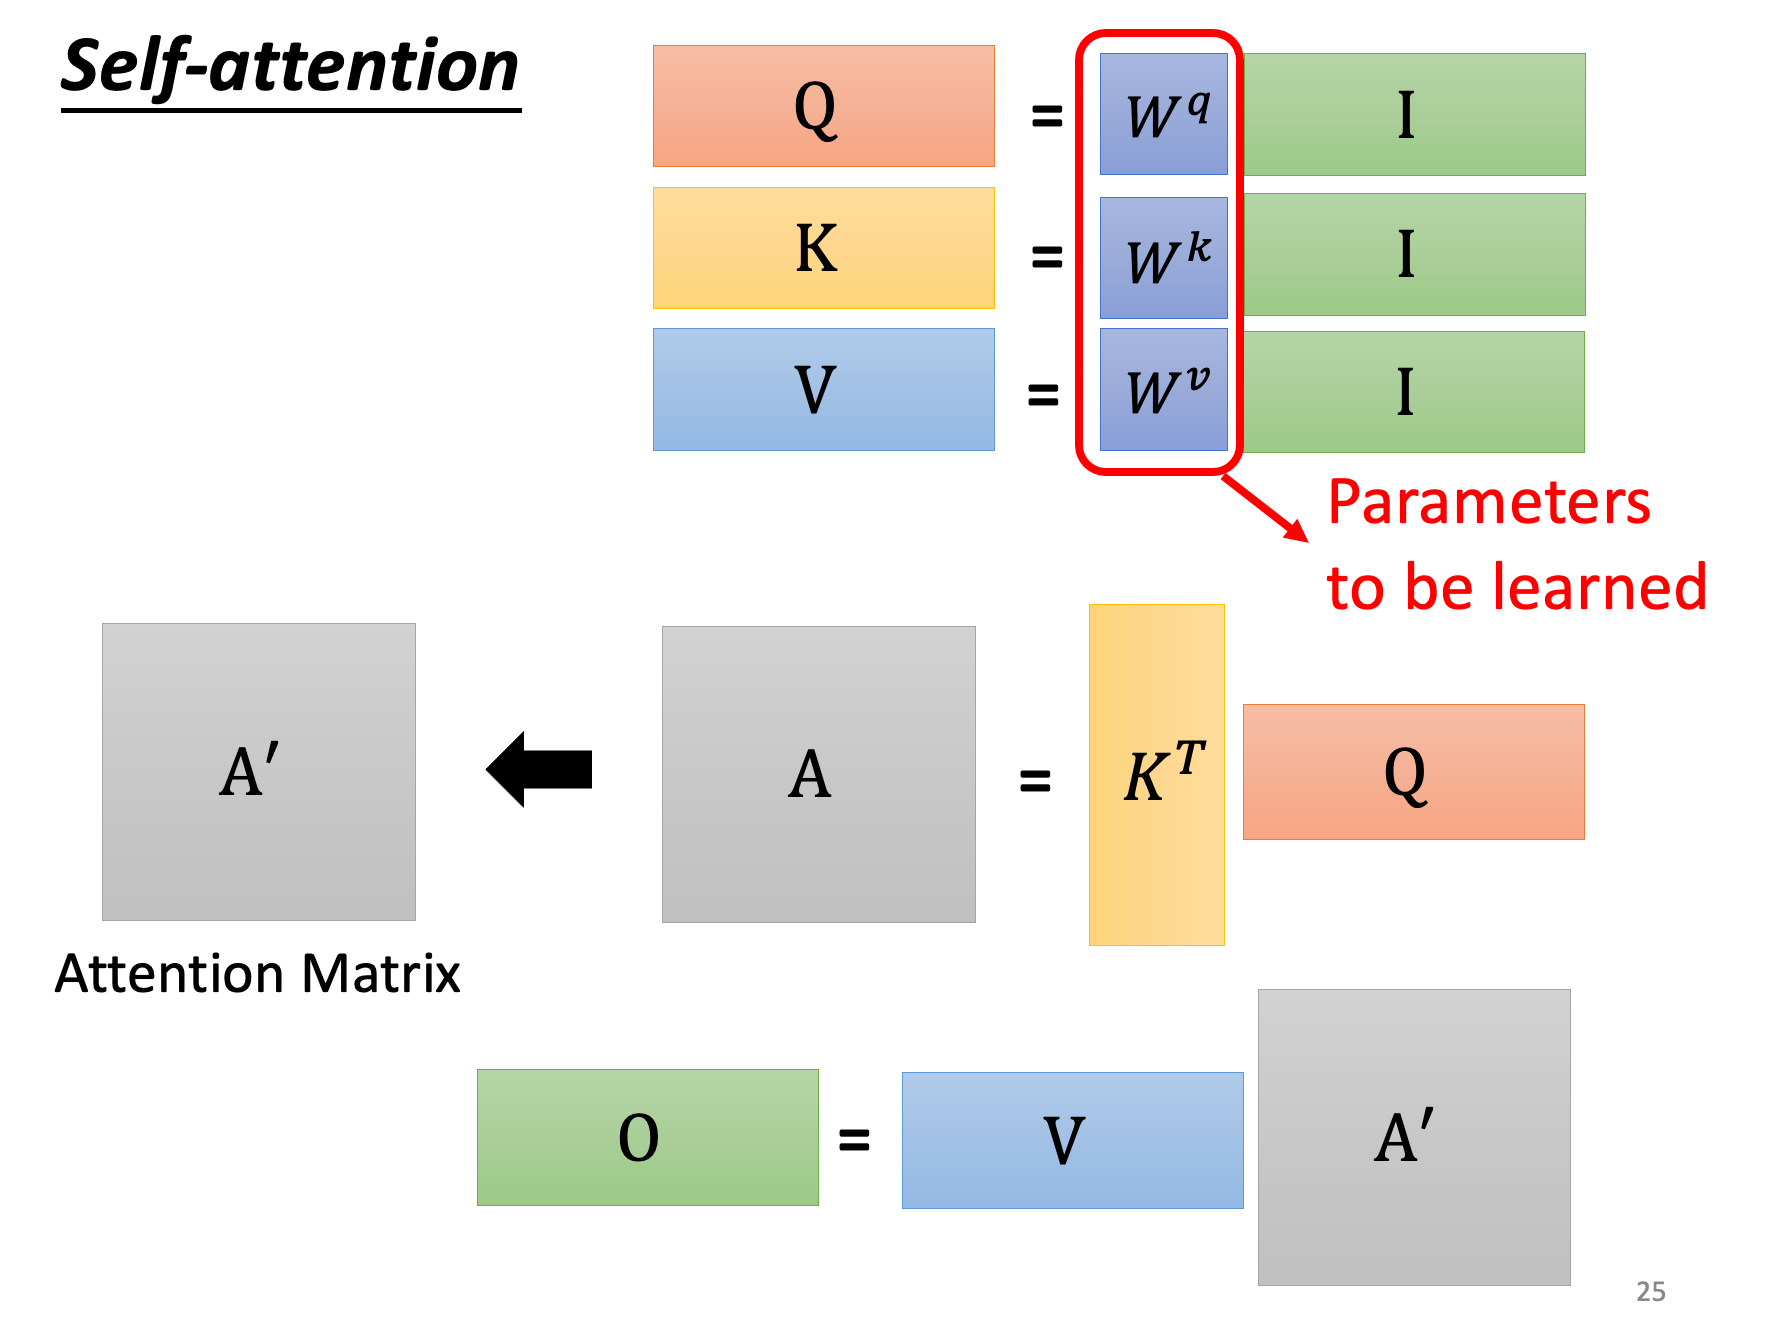 Self-attention
Q = W^q I
K = W^k I
V = W^v I
Parameters
to be learned
A′ A = K^T Q
Attention Matrix
O = V A′
25